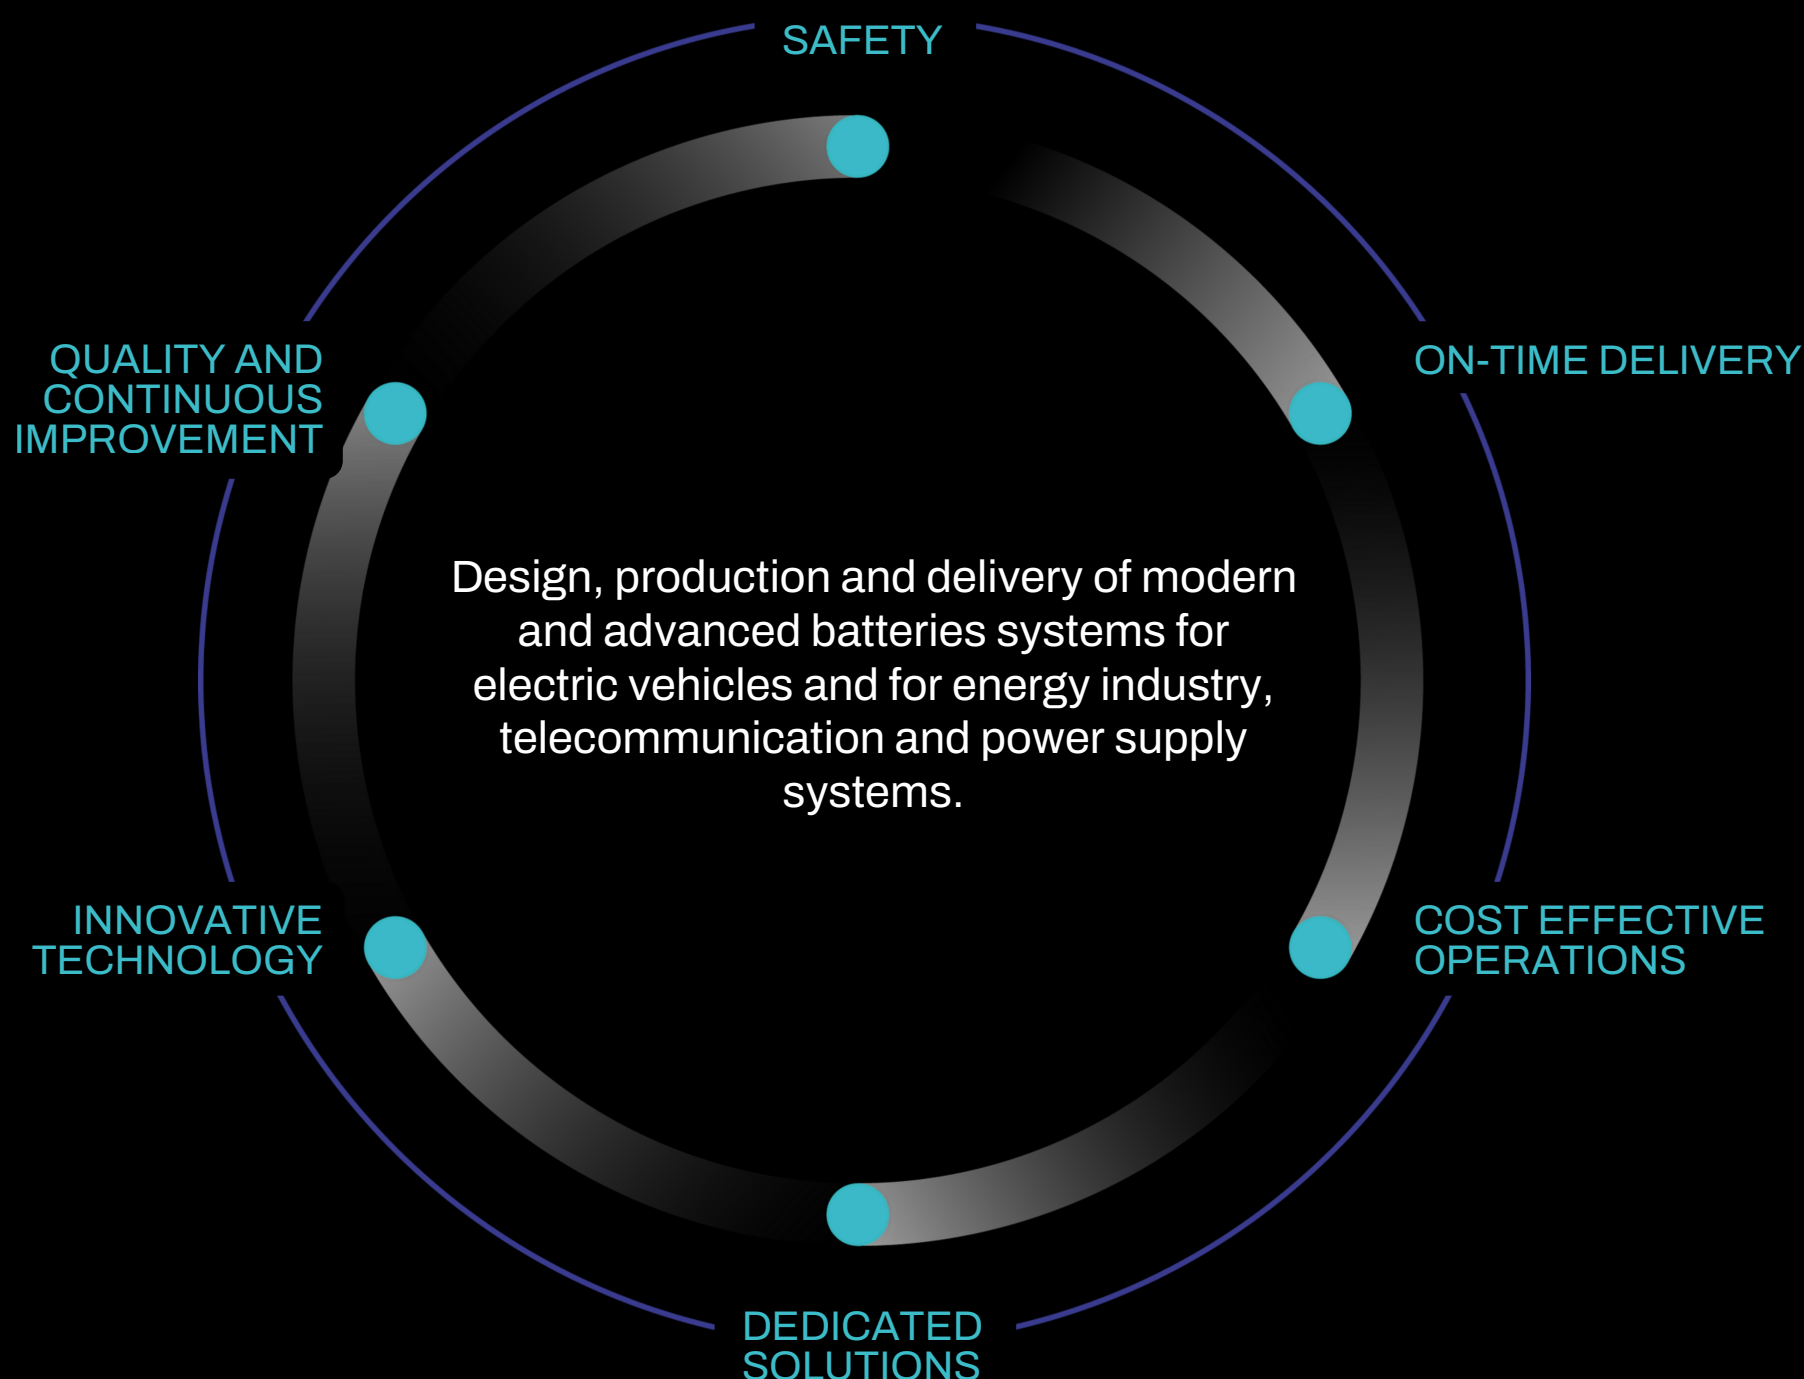 SAFETY
ON-TIME DELIVERY
QUALITY AND
CONTINUOUS
IMPROVEMENT
Design, production and delivery of modern
and advanced batteries systems for
electric vehicles and for energy industry,
telecommunication and power supply
systems.
INNOVATIVE
TECHNOLOGY
COST EFFECTIVE
OPERATIONS
DEDICATED
SOLUTIONS